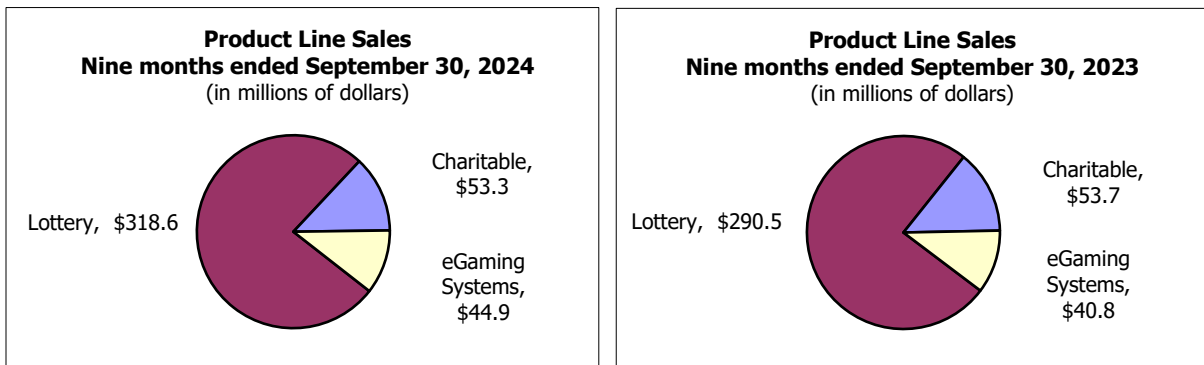 Product Line Sales
Nine months ended September 30, 2024
(in millions of dollars)
Charitable,
$53.3
Lottery, $318.6
eGaming
Systems,
$44.9
Product Line Sales
Nine months ended September 30, 2023
(in millions of dollars)
Charitable,
$53.7
Lottery, $290.5
eGaming
Systems,
$40.8